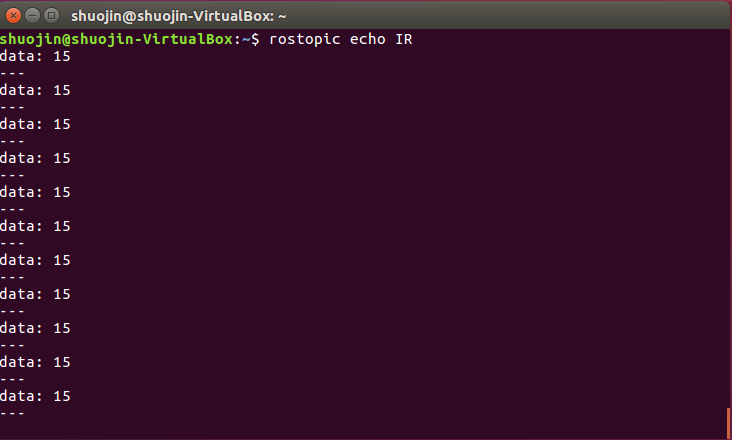 shuojin@shuojin-VirtualBox: ~
shuojin@shuojin-VirtualBox:~$ rostopic echo IR
data: 15
---
data: 15
---
data: 15
---
data: 15
---
data: 15
---
data: 15
---
data: 15
---
data: 15
---
data: 15
---
data: 15
---
data: 15
---